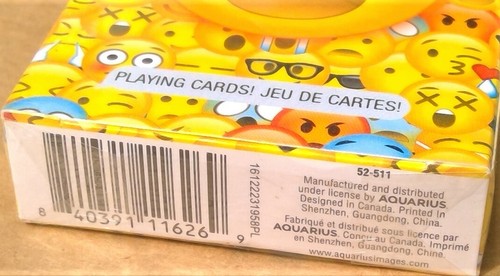 PLAYING CARDS! JEU DE CARTES!
8 40391 11626 9
16122231958PL
52-511
Manufactured and distributed
under license by AQUARIUS.
Designed in Canada. Printed in
Shenzhen, Guangdong, China.
Fabriqué et distribué sous licence par
AQUARIUS. Conçu au Canada. Imprimé
en Shenzhen, Guangdong, Chine.
www.aquariusimages.com